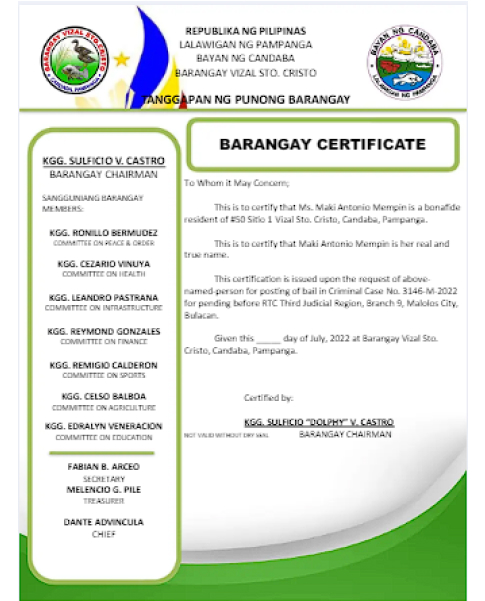 REPUBLIKA NG PILIPINAS
LALAWIGAN NG PAMPANGA
BAYAN NG CANDABA
BARANGAY VIZAL STO. CRISTO
TANGGAPAN NG PUNONG BARANGAY
BARANGAY VIZAL STO.CRISTO
CANDABA, PAMPANGA
BAYAN NG CANDABA
LALAWIGAN NG PAMPANGA
KGG. SULFICIO V. CASTRO
BARANGAY CHAIRMAN
SANGGUNIANG BARANGAY
MEMBERS:
KGG. RONILLO BERMUDEZ
COMMITTEE ON PEACE & ORDER
KGG. CEZARIO VINUYA
COMMITTEE ON HEALTH
KGG. LEANDRO PASTRANA
COMMITTEE ON INFRASTRUCTURE
KGG. REYMOND GONZALES
COMMITTEE ON FINANCE
KGG. REMIGIO CALDERON
COMMITTEE ON SPORTS
KGG. CELSO BALBOA
COMMITTEE ON AGRICULTURE
KGG. EDRALYN VENERACION
COMMITTEE ON EDUCATION
FABIAN B. ARCEO
SECRETARY
MELENCIO G. PILE
TREASURER
DANTE ADVINCULA
CHIEF
BARANGAY CERTIFICATE
To Whom it May Concern;
This is to certify that Ms. Maki Antonio Mempin is a bonafide
resident of #50 Sitio 1 Vizal Sto. Cristo, Candaba, Pampanga.
This is to certify that Maki Antonio Mempin is her real and
true name.
This certification is issued upon the request of above-
named-person for posting of bail in Criminal Case No. 3146-M-2022
for pending before RTC Third Judicial Region, Branch 9, Malolos City,
Bulacan.
Given this _____ day of July, 2022 at Barangay Vizal Sto.
Cristo, Candaba, Pampanga.
Certified by:
KGG. SULFICIO "DOLPHY" V. CASTRO
NOT VALID WITHOUT DRY SEAL BARANGAY CHAIRMAN